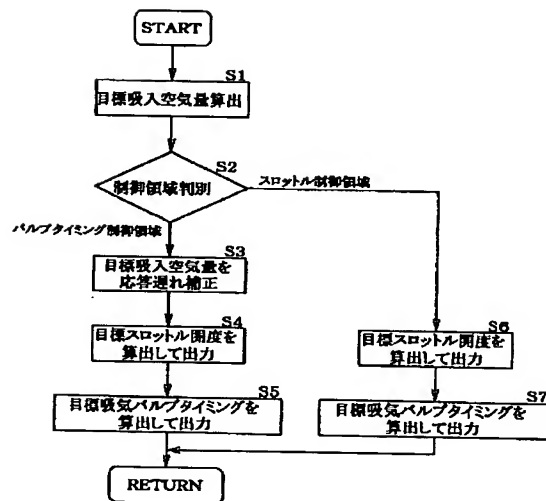 START
S1
目標吸入空気量算出
S2
制御領域判別
スロットル制御領域
バルブタイミング制御領域
S3
目標吸入空気量を
応答遅れ補正
S4
目標スロットル開度を
算出して出力
S5
目標吸気バルブタイミングを
算出して出力
S6
目標スロットル開度を
算出して出力
S7
目標吸気バルブタイミングを
算出して出力
RETURN